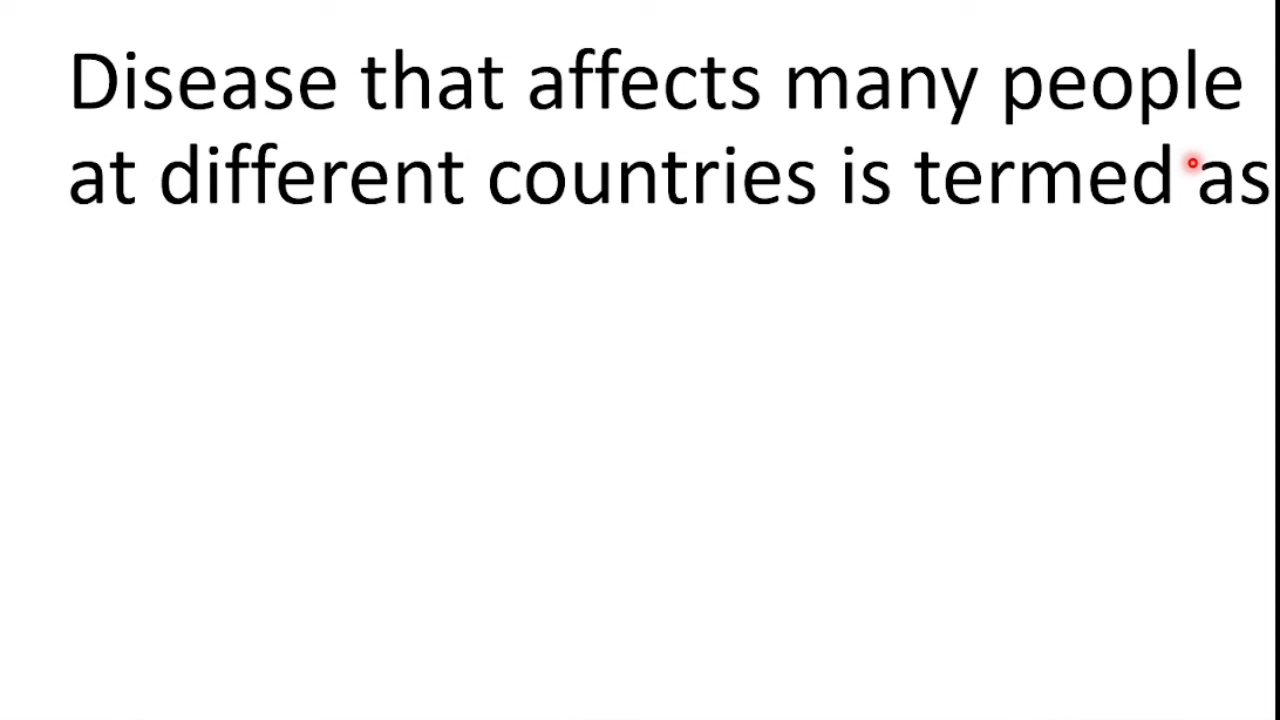 Disease that affects many people
at different countries is termed as